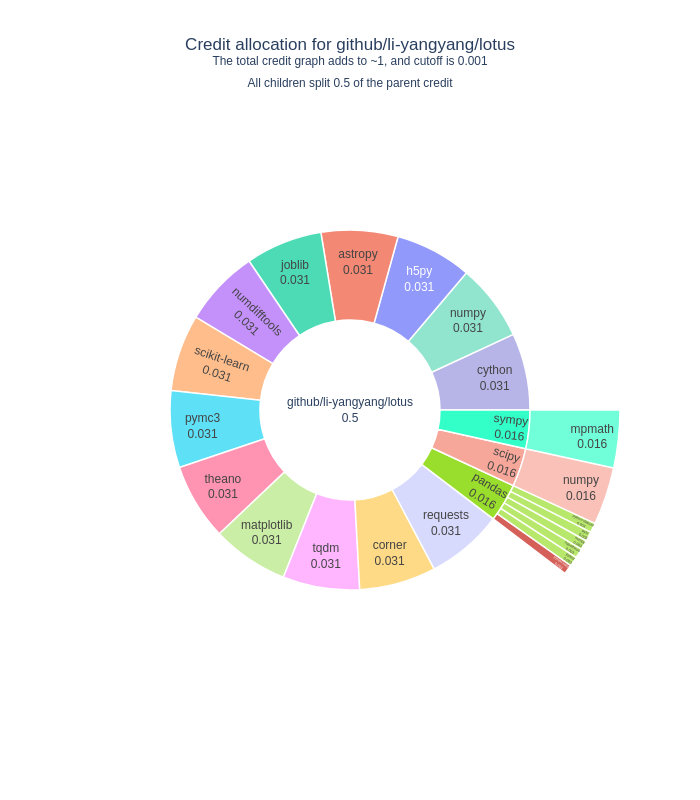 Credit allocation for github/li-yangyang/lotus
The total credit graph adds to ~1, and cutoff is 0.001
All children split 0.5 of the parent credit
astropy
0.031
h5py
0.031
joblib
0.031
numpy
0.031
numdifftools
0.031
cython
0.031
scikit-learn
0.031
github/li-yangyang/lotus
0.5
sympy
0.016
mpmath
0.016
pymc3
0.031
scipy
0.016
numpy
0.016
theano
0.031
pandas
0.016
matplotlib
0.031
requests
0.031
tqdm
0.031
corner
0.031